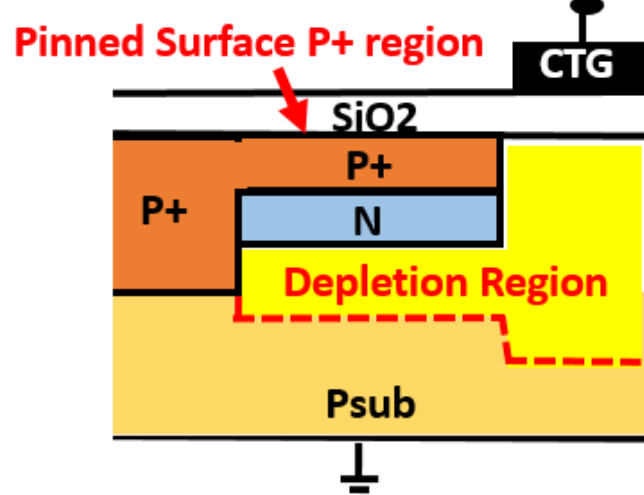 Pinned Surface P+ region
CTG
SiO2
P+
P+
N
Depletion Region
Psub